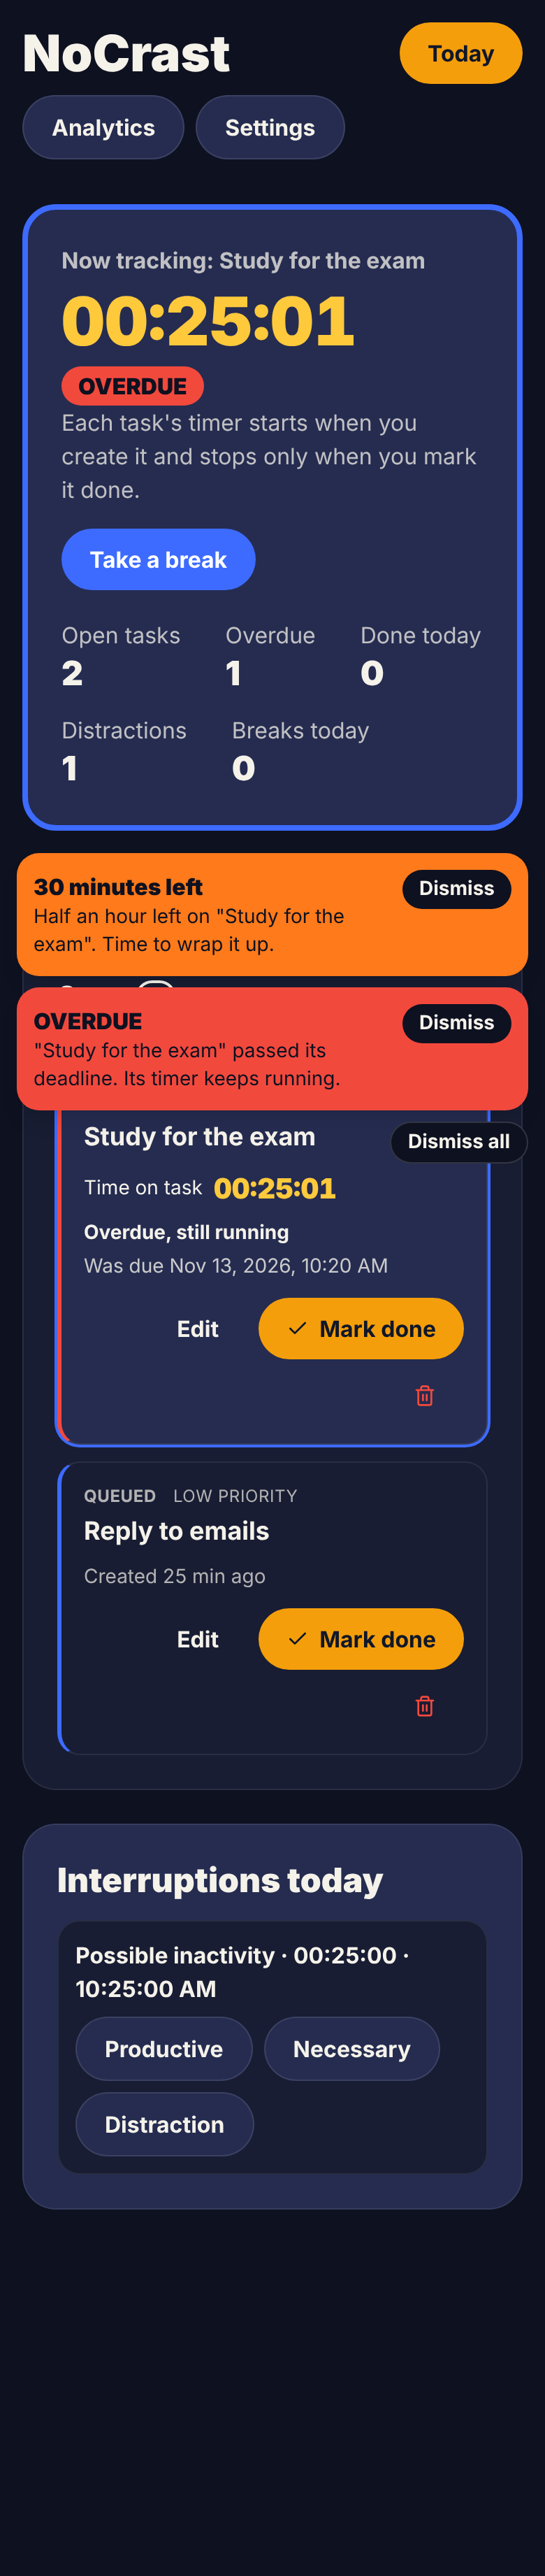 NoCrast
Today
Analytics
Settings
Now tracking: Study for the exam
00:25:01
OVERDUE
Each task's timer starts when you
create it and stops only when you mark
it done.
Take a break
Open tasks
2
Overdue
1
Done today
0
Distractions
1
Breaks today
0
30 minutes left
Dismiss
Half an hour left on "Study for the
exam". Time to wrap it up.
OVERDUE
Dismiss
"Study for the exam" passed its
deadline. Its timer keeps running.
Study for the exam
Dismiss all
Time on task 00:25:01
Overdue, still running
Was due Nov 13, 2026, 10:20 AM
Edit
Mark done
QUEUED LOW PRIORITY
Reply to emails
Created 25 min ago
Edit
Mark done
Interruptions today
Possible inactivity · 00:25:00 ·
10:25:00 AM
Productive
Necessary
Distraction